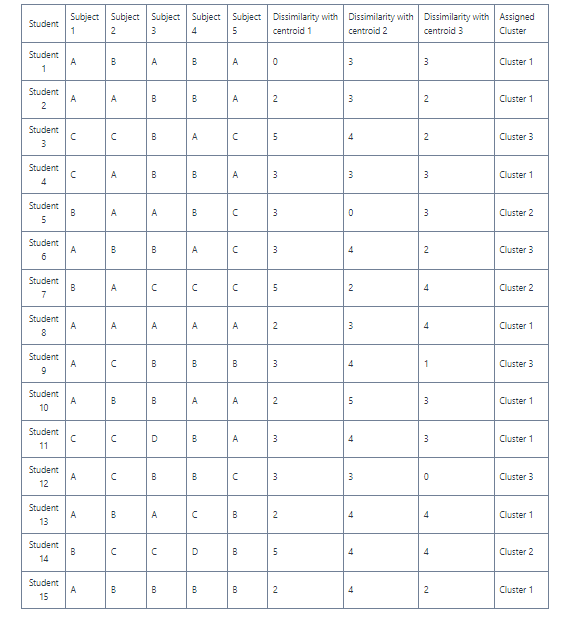 Student Subject 1 Subject 2 Subject 3 Subject 4 Subject 5 Dissimilarity with centroid 1 Dissimilarity with centroid 2 Dissimilarity with centroid 3 Assigned Cluster
Student 1 A B A B A 0 3 3 Cluster 1
Student 2 A A B B A 2 3 2 Cluster 1
Student 3 C C B A C 5 4 2 Cluster 3
Student 4 C A B B A 3 3 3 Cluster 1
Student 5 B A A B C 3 0 3 Cluster 2
Student 6 A B B A C 3 4 2 Cluster 3
Student 7 B A C C C 5 2 4 Cluster 2
Student 8 A A A A A 2 3 4 Cluster 1
Student 9 A C B B B 3 4 1 Cluster 3
Student 10 A B B A A 2 5 3 Cluster 1
Student 11 C C D B A 3 4 3 Cluster 1
Student 12 A C B B C 3 3 0 Cluster 3
Student 13 A B A C B 2 4 4 Cluster 1
Student 14 B C C D B 5 4 4 Cluster 2
Student 15 A B B B B 2 4 2 Cluster 1